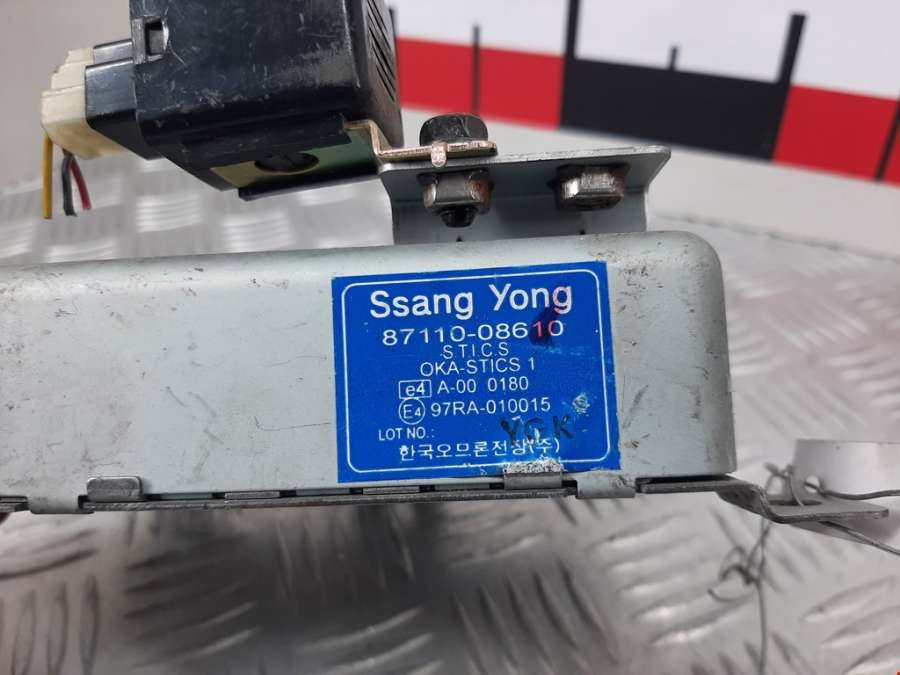 Ssang Yong
87110-08610
S.T.I.C.S
OKA-STICS 1
e4 A-00 0180
E4 97RA-010015
LOT NO.: YGK
한국오므론전장(주)